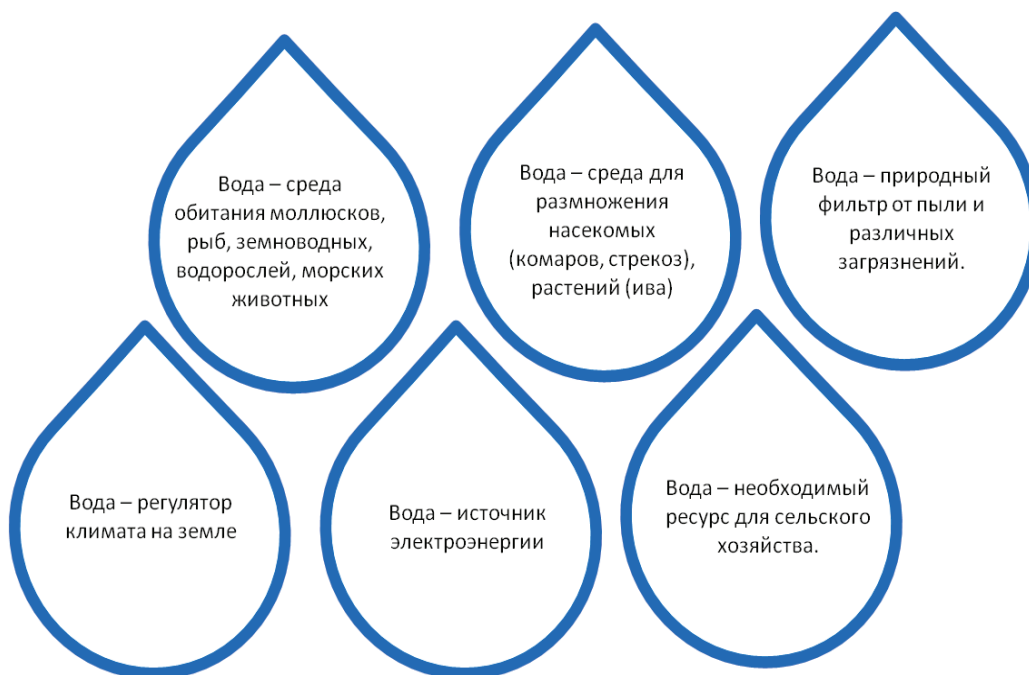 Вода – среда
обитания моллюсков,
рыб, земноводных,
водорослей, морских
животных
Вода – среда для
размножения
насекомых
(комаров, стрекоз),
растений (ива)
Вода – природный
фильтр от пыли и
различных
загрязнений.
Вода – регулятор
климата на земле
Вода – источник
электроэнергии
Вода – необходимый
ресурс для сельского
хозяйства.